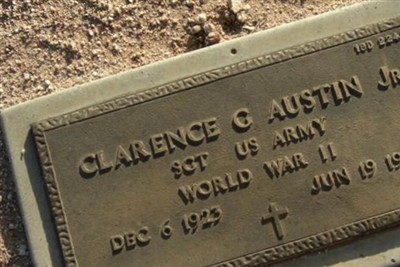 CLARENCE G AUSTIN JR
SGT US ARMY
WORLD WAR II
DEC 6 1923 JUN 19